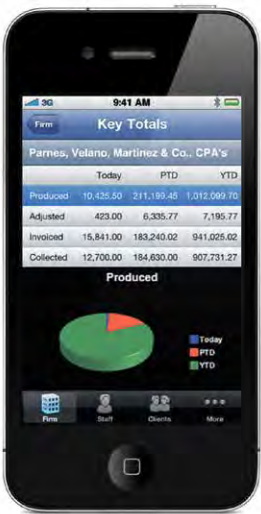 3G 9:41 AM
Firm Key Totals
Parnes, Velano, Martinez & Co., CPA's
Today PTD YTD
Produced 10,425.50 211,199.45 1,012,099.70
Adjusted 423.00 6,335.77 7,195.77
Invoiced 15,841.00 183,240.02 941,025.02
Collected 12,700.00 184,630.00 907,731.27
Produced
Today
PTD
YTD
Firm Staff Clients More